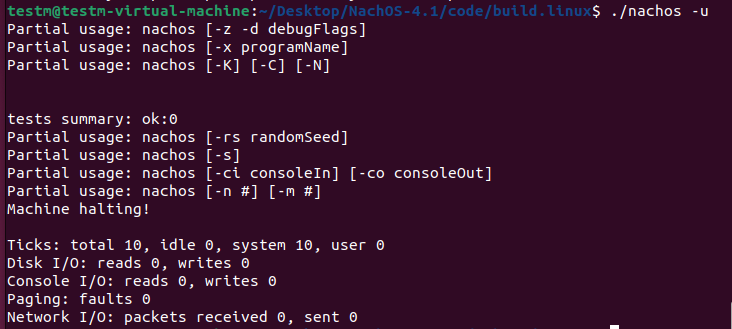 testm@testm-virtual-machine:~/Desktop/NachOS-4.1/code/build.linux$ ./nachos -u
Partial usage: nachos [-z -d debugFlags]
Partial usage: nachos [-x programName]
Partial usage: nachos [-K] [-C] [-N]
tests summary: ok:0
Partial usage: nachos [-rs randomSeed]
Partial usage: nachos [-s]
Partial usage: nachos [-ci consoleIn] [-co consoleOut]
Partial usage: nachos [-n #] [-m #]
Machine halting!
Ticks: total 10, idle 0, system 10, user 0
Disk I/O: reads 0, writes 0
Console I/O: reads 0, writes 0
Paging: faults 0
Network I/O: packets received 0, sent 0